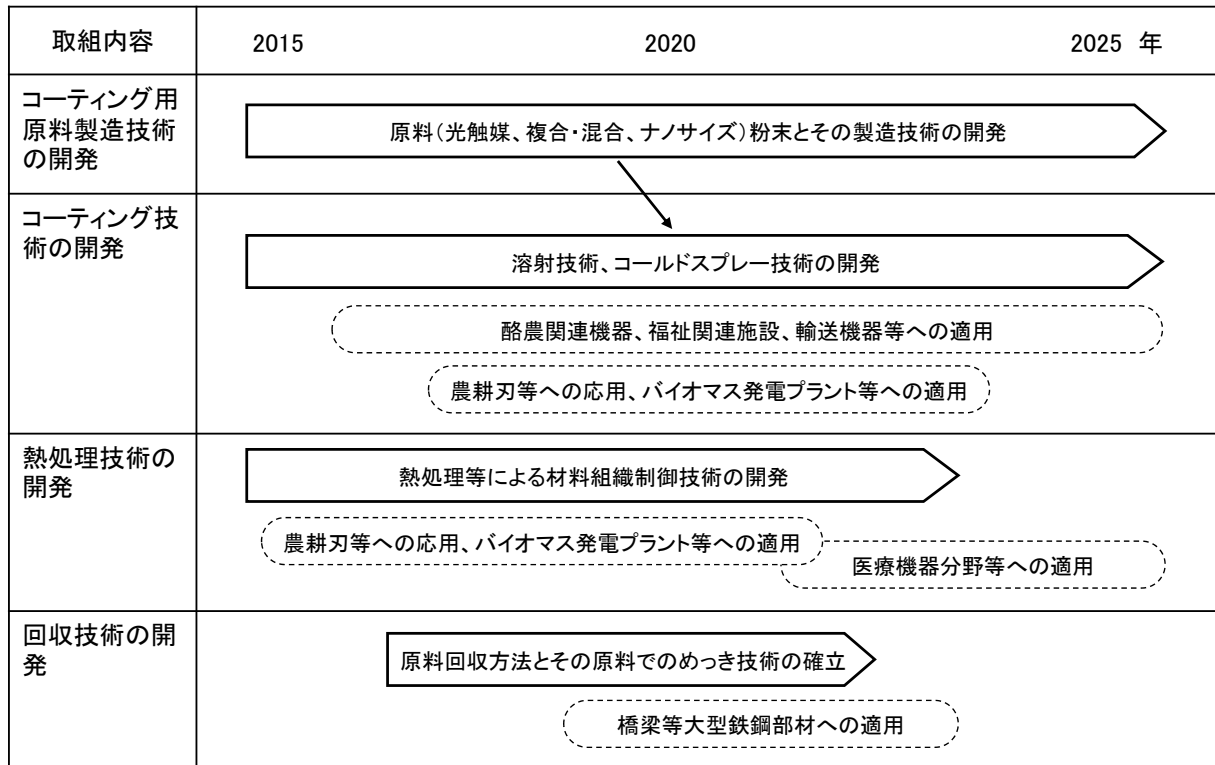 取組内容
2015
2020
2025 年
コーティング用
原料製造技術
の開発
原料（光触媒、複合・混合、ナノサイズ）粉末とその製造技術の開発
コーティング技
術の開発
溶射技術、コールドスプレー技術の開発
酪農関連機器、福祉関連施設、輸送機器等への適用
農耕刃等への応用、バイオマス発電プラント等への適用
熱処理技術の
開発
熱処理等による材料組織制御技術の開発
農耕刃等への応用、バイオマス発電プラント等への適用
医療機器分野等への適用
回収技術の開
発
原料回収方法とその原料でのめっき技術の確立
橋梁等大型鉄鋼部材への適用